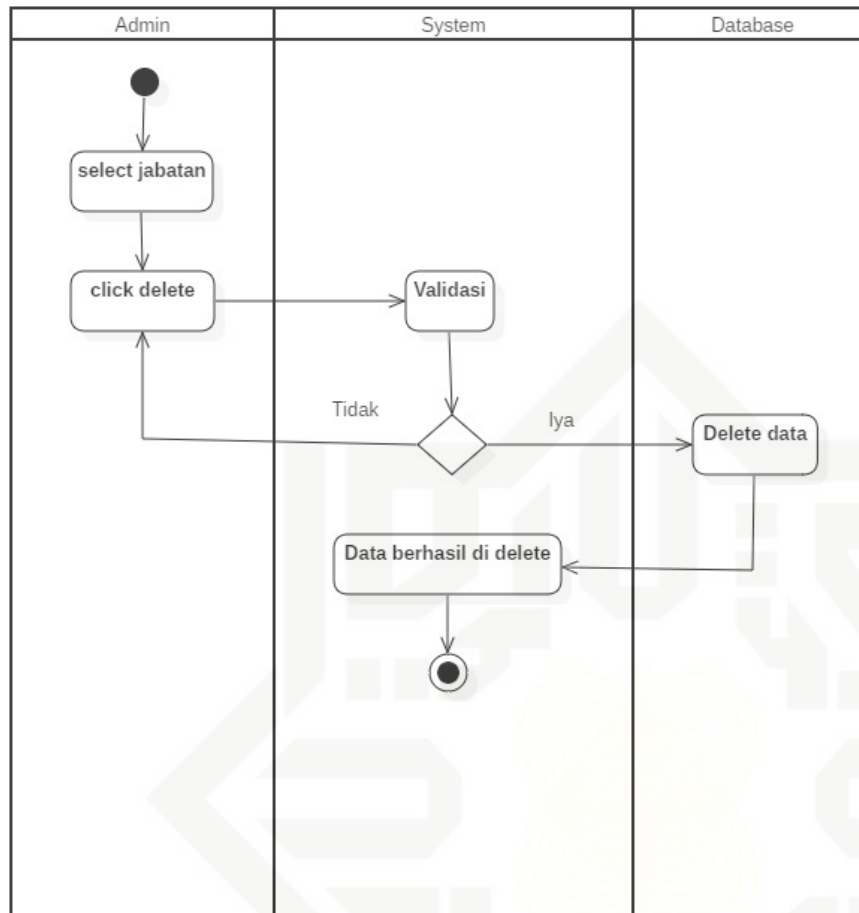 Admin
System
Database
select jabatan
click delete
Validasi
Tidak
Iya
Delete data
Data berhasil di delete